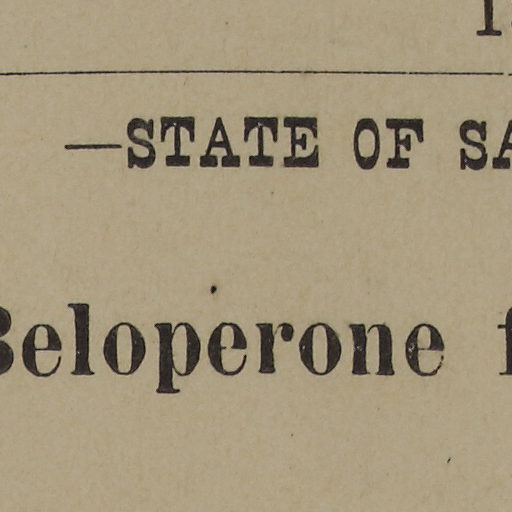 —STATE OF SA
Beloperone f